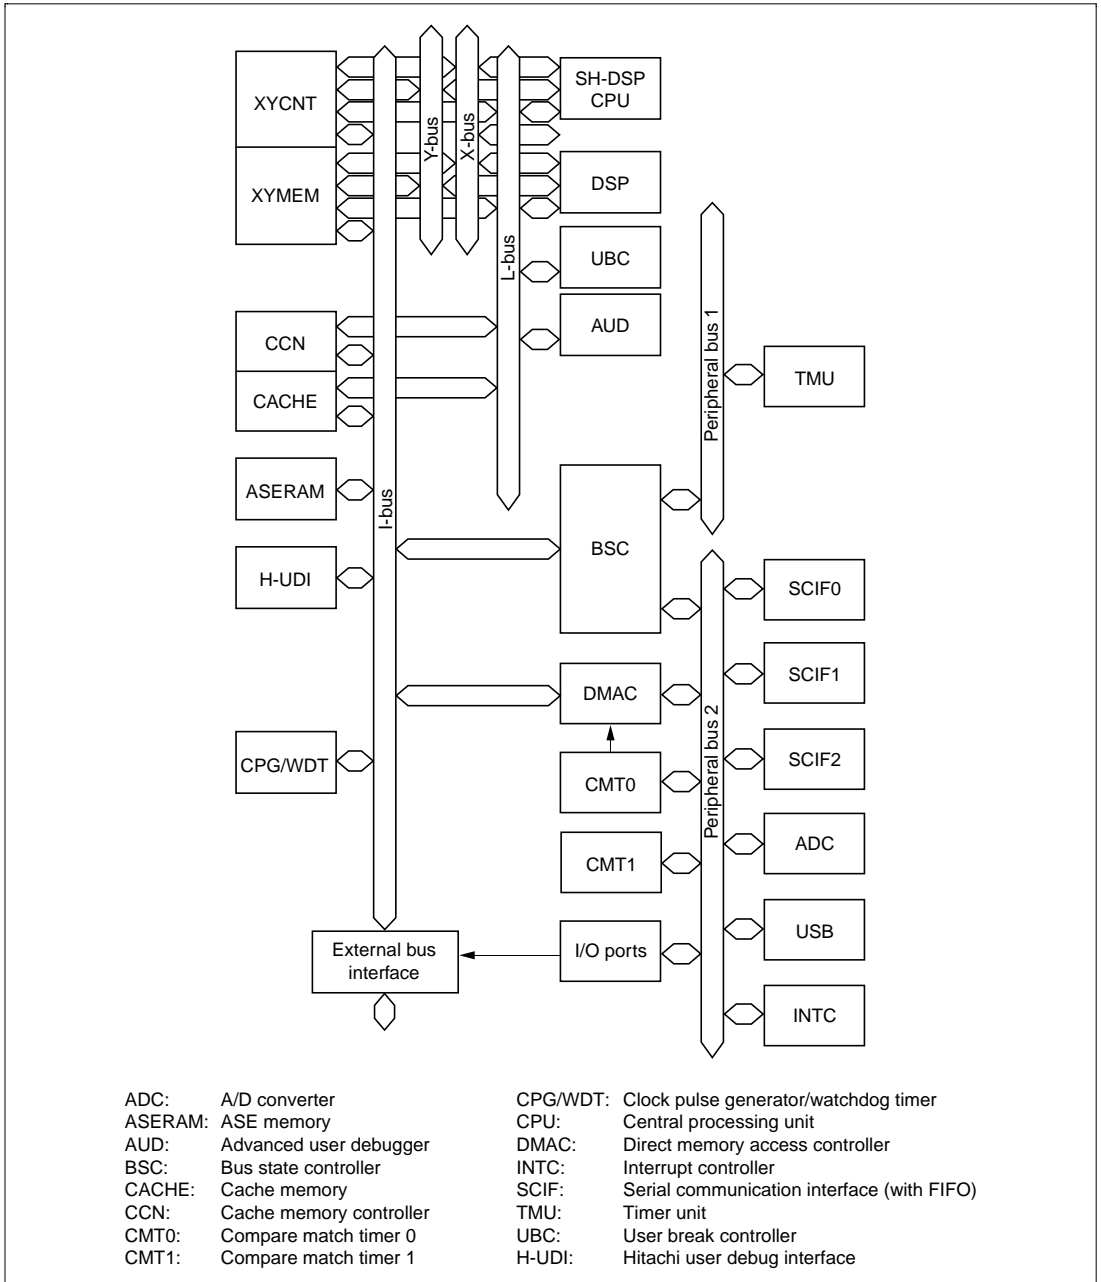 XYCNT
XYMEM
Y-bus
X-bus
SH-DSP
CPU
DSP
L-bus
UBC
AUD
CCN
CACHE
Peripheral bus 1
TMU
ASERAM
I-bus
BSC
H-UDI
SCIF0
SCIF1
DMAC
Peripheral bus 2
CPG/WDT
CMT0
SCIF2
CMT1
ADC
External bus
interface
I/O ports
USB
INTC
ADC: A/D converter
ASERAM: ASE memory
AUD: Advanced user debugger
BSC: Bus state controller
CACHE: Cache memory
CCN: Cache memory controller
CMT0: Compare match timer 0
CMT1: Compare match timer 1
CPG/WDT: Clock pulse generator/watchdog timer
CPU: Central processing unit
DMAC: Direct memory access controller
INTC: Interrupt controller
SCIF: Serial communication interface (with FIFO)
TMU: Timer unit
UBC: User break controller
H-UDI: Hitachi user debug interface